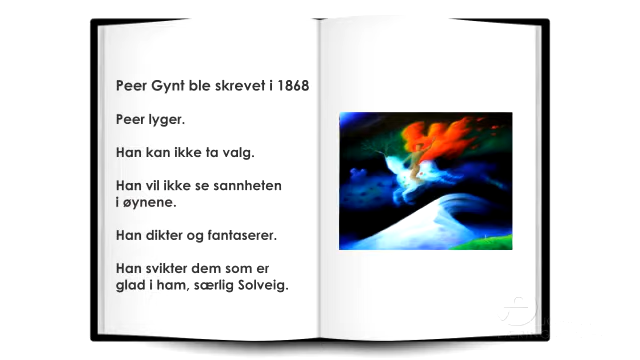 Peer Gynt ble skrevet i 1868
Peer lyger.
Han kan ikke ta valg.
Han vil ikke se sannheten
i øynene.
Han dikter og fantaserer.
Han svikter dem som er
glad i ham, særlig Solveig.